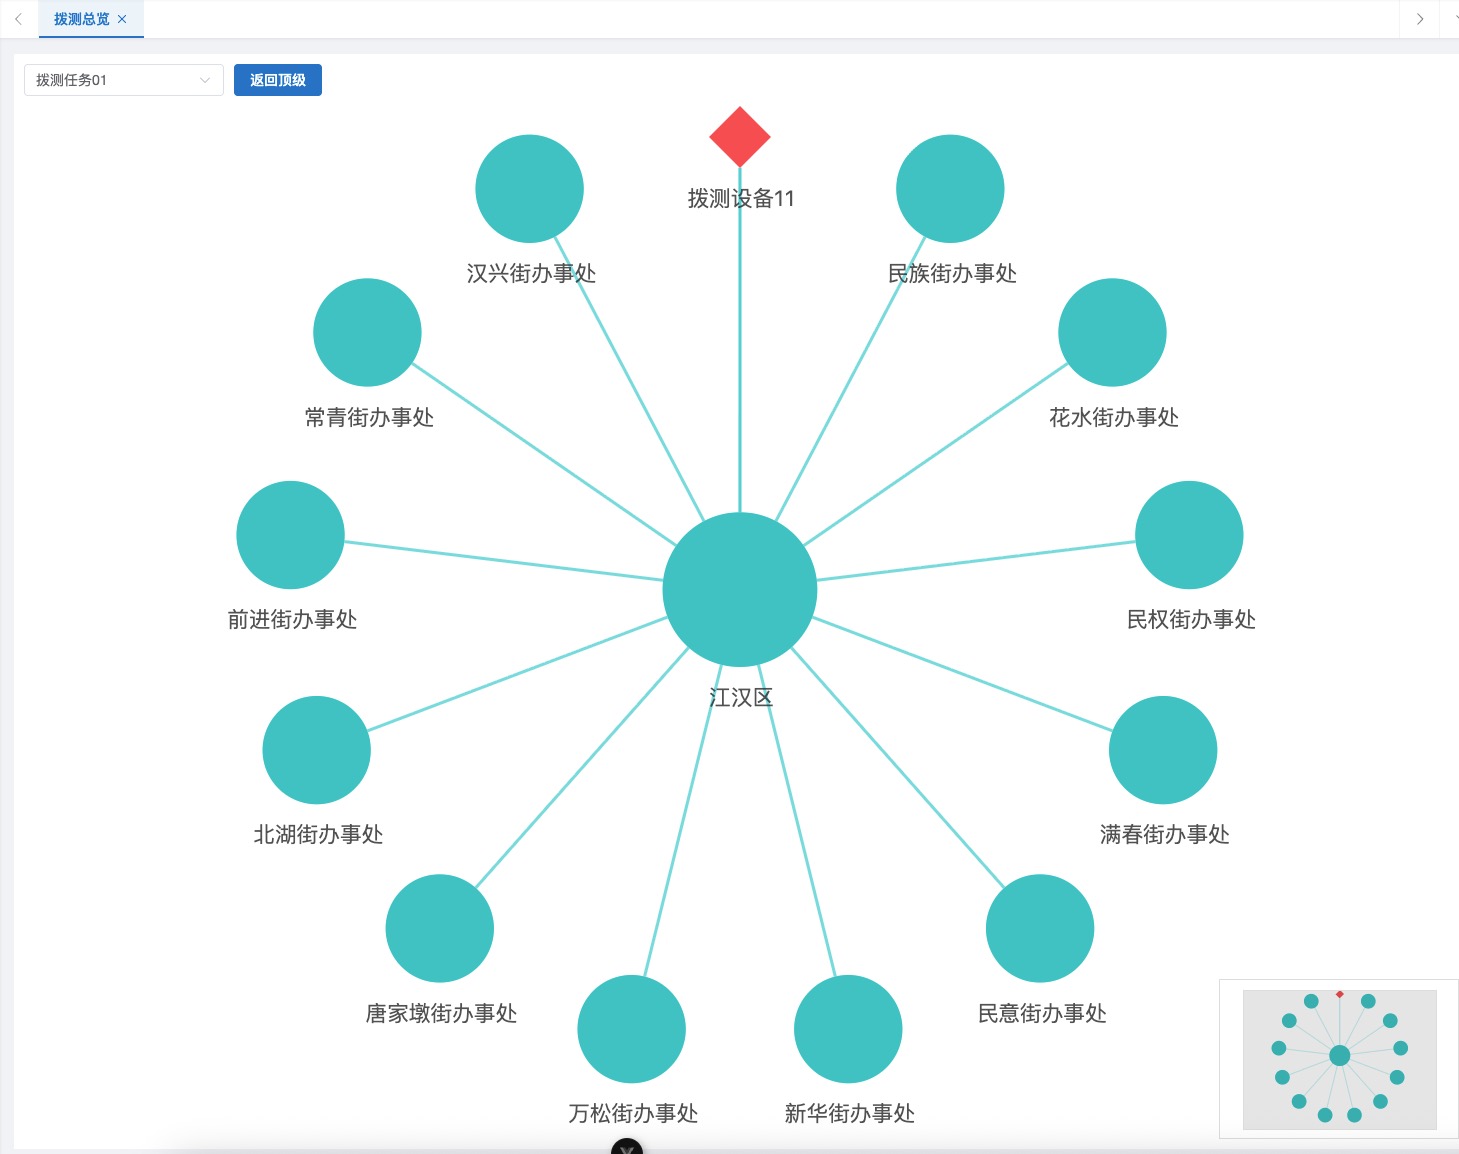 拨测总览
拨测任务01
返回顶级
拨测设备11
汉兴街办事处
民族街办事处
常青街办事处
花水街办事处
前进街办事处
民权街办事处
江汉区
北湖街办事处
满春街办事处
唐家墩街办事处
民意街办事处
万松街办事处
新华街办事处